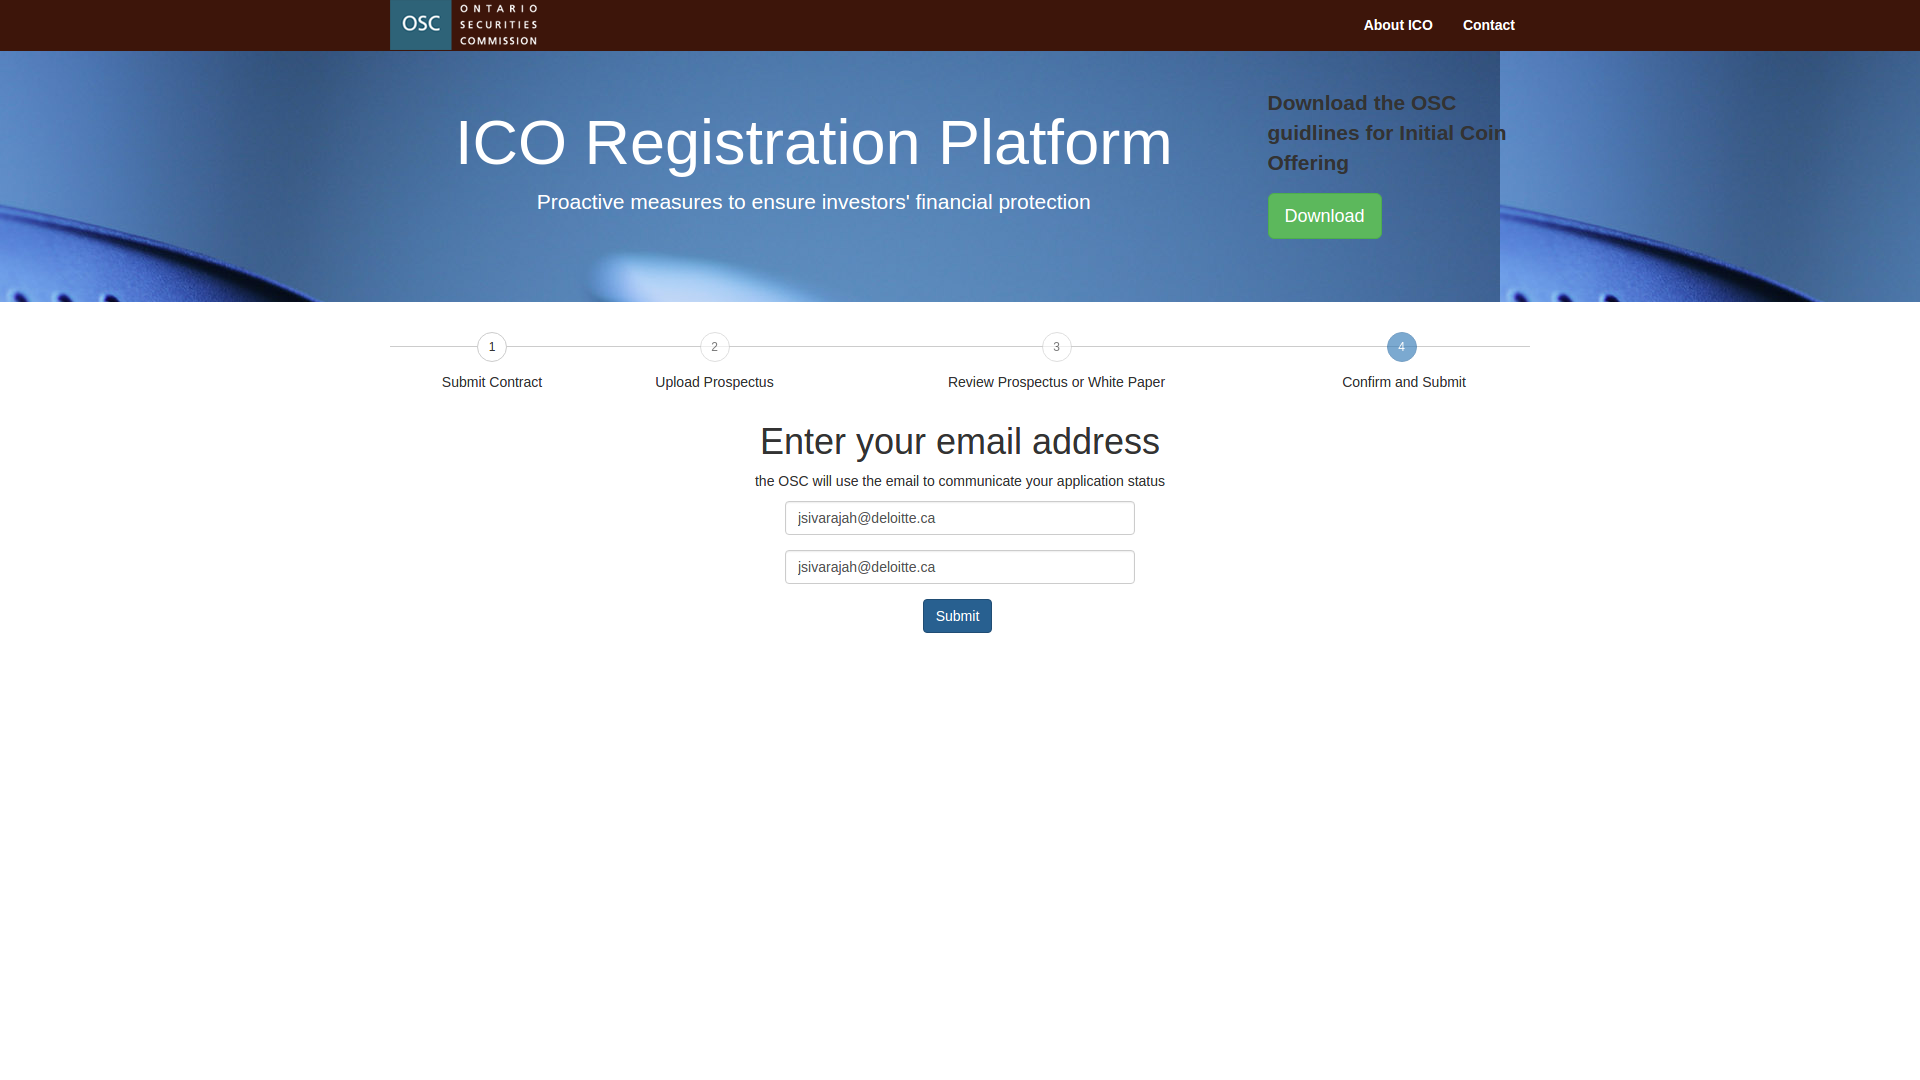 OSC
ONTARIO
SECURITIES
COMMISSION
About ICO
Contact
ICO Registration Platform
Proactive measures to ensure investors' financial protection
Download the OSC
guidlines for Initial Coin
Offering
Download
1
2
3
4
Submit Contract
Upload Prospectus
Review Prospectus or White Paper
Confirm and Submit
Enter your email address
the OSC will use the email to communicate your application status
jsivarajah@deloitte.ca
jsivarajah@deloitte.ca
Submit